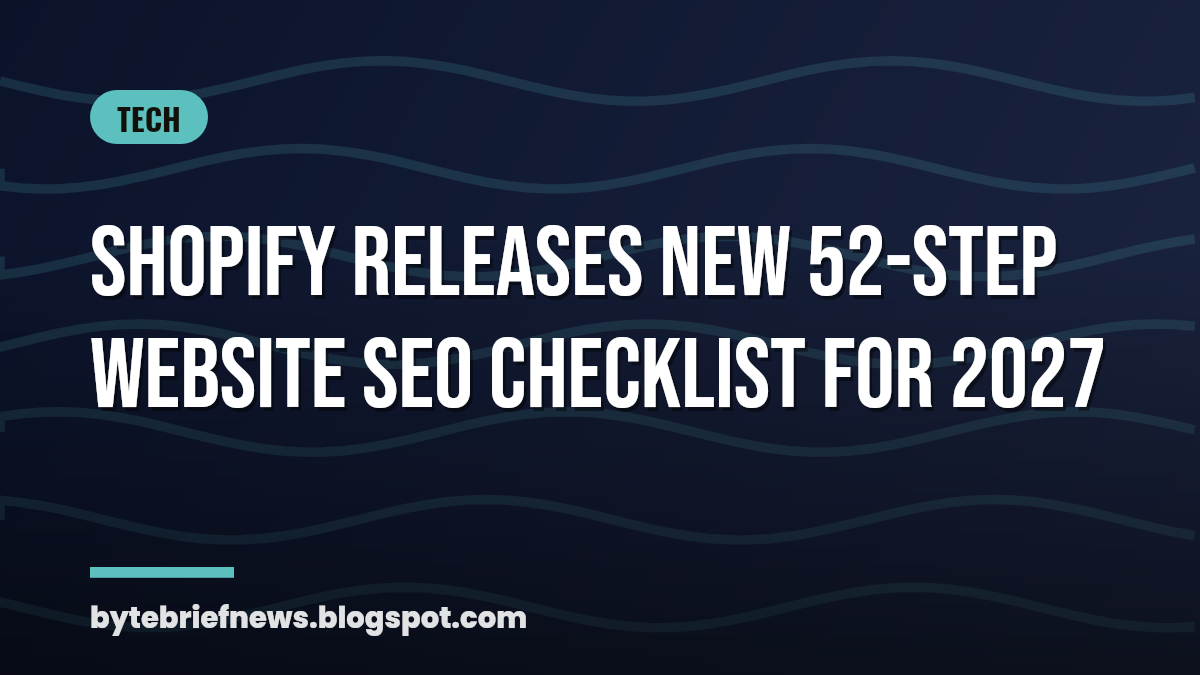 TECH
SHOPIFY RELEASES NEW 52-STEP
WEBSITE SEO CHECKLIST FOR 2027
bytebriefnews.blogspot.com